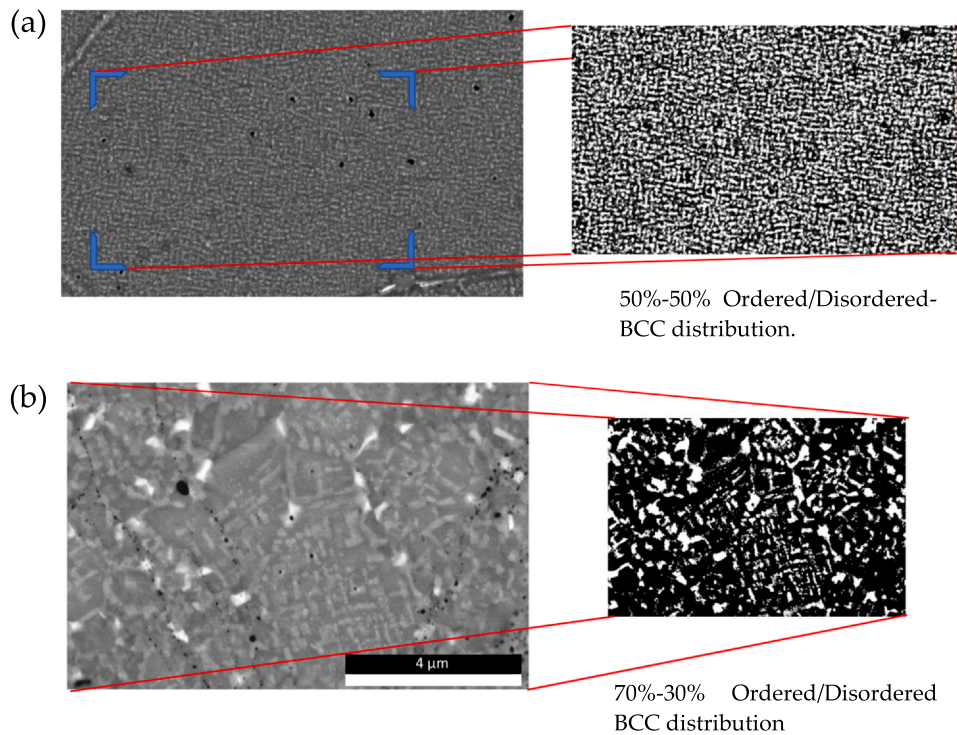 (a)
50%-50% Ordered/Disordered-
BCC distribution.
(b)
4 μm
70%-30% Ordered/Disordered
BCC distribution